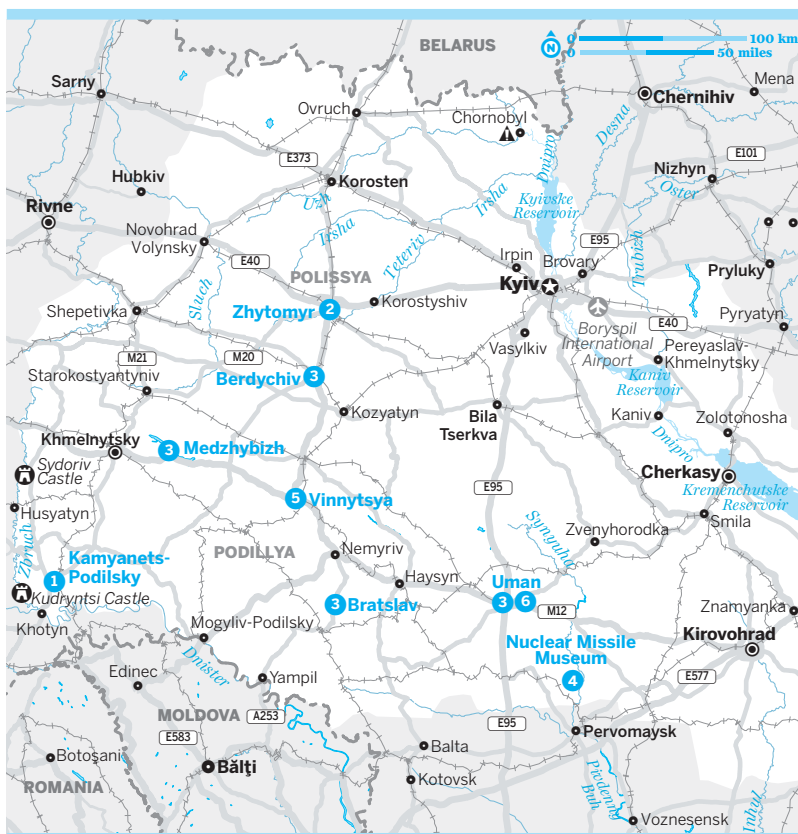 BELARUS
N
0 100 km
0 50 miles
Sarny
Mena
Chernihiv
Ovruch
Chornobyl
Desna
Dnipro
E101
E373
Nizhyn
Hubkiv
Korosten
Oster
Uzh
Irsha
Kyivske
Reservoir
Rivne
Irsha
Novohrad
Volynsky
Teteriv
E95
Trubizh
E40
Irpin
Brovary
POLISSYA
Pryluky
Kyiv
Sluch
Zhytomyr 2
Korostyshiv
Shepetivka
Boryspil
International
Airport
E40
Pyryatyn
Vasylkiv
Pereyaslav-
Khmelnytsky
M21
M20
Starokostyantyniv
Berdychiv 3
Kaniv
Reservoir
Kozyatyn
Bila
Tserkva
Kaniv
Zolotonosha
Dnipro
Khmelnytsky
3 Medzhybizh
Sydoriv
Castle
Cherkasy
E95
Kremenchutske
Reservoir
5 Vinnytsya
Husyatyn
Smila
Synyuha
Zvenyhorodka
Zbruch
PODILLYA
Nemyriv
Kamyanets-
Podilsky
1
Haysyn
Uman
3 6
Kudryntsi Castle
3 Bratslav
M12
Znamyanka
Khotyn
Mogyliv-Podilsky
Kirovohrad
Nuclear Missile
Museum
4
Dnister
Edinec
Yampil
E577
MOLDOVA
A253
E95
E583
Pervomaysk
Balta
Botoşani
Bălţi
Kotovsk
ROMANIA
Pivdenny
Buh
Inhul
Voznesensk